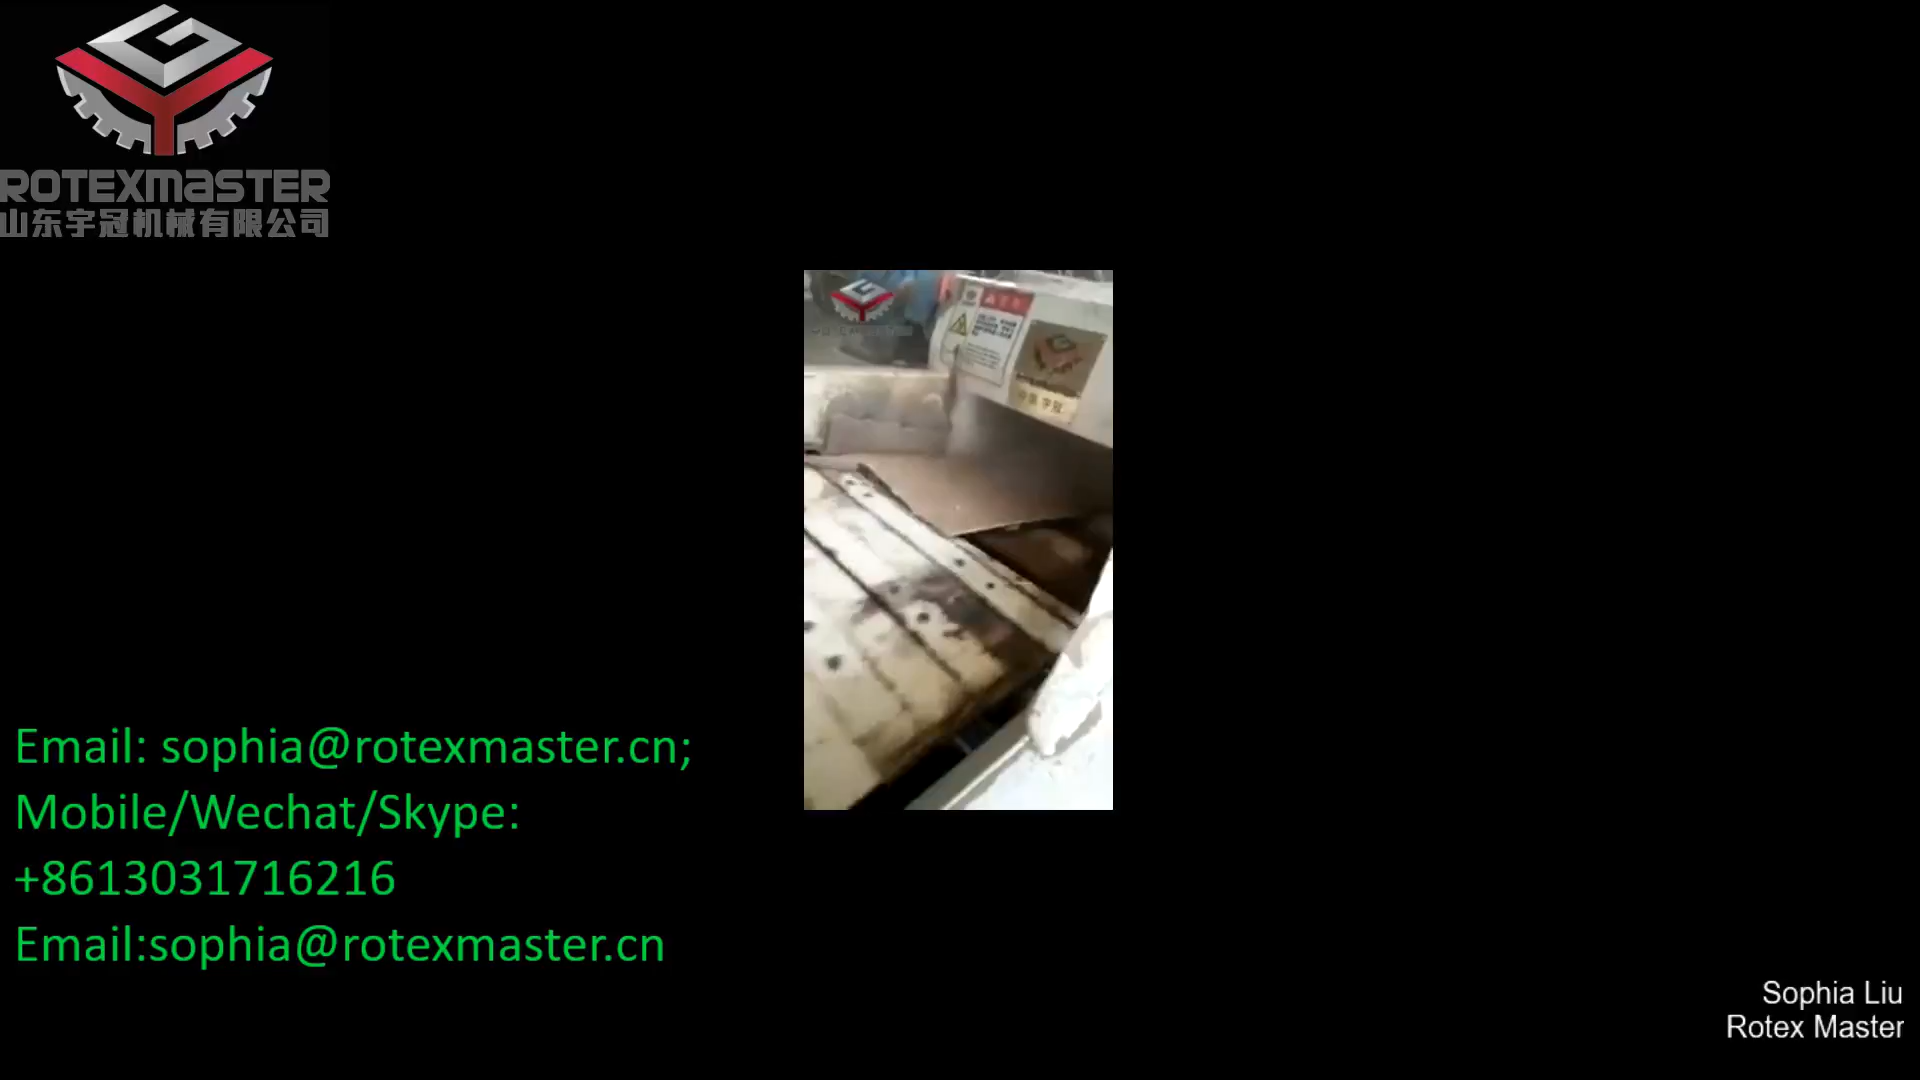 ROTEXMASTER
山东宇冠机械有限公司
Email: sophia@rotexmaster.cn;
Mobile/Wechat/Skype:
+8613031716216
Email:sophia@rotexmaster.cn
Sophia Liu
Rotex Master